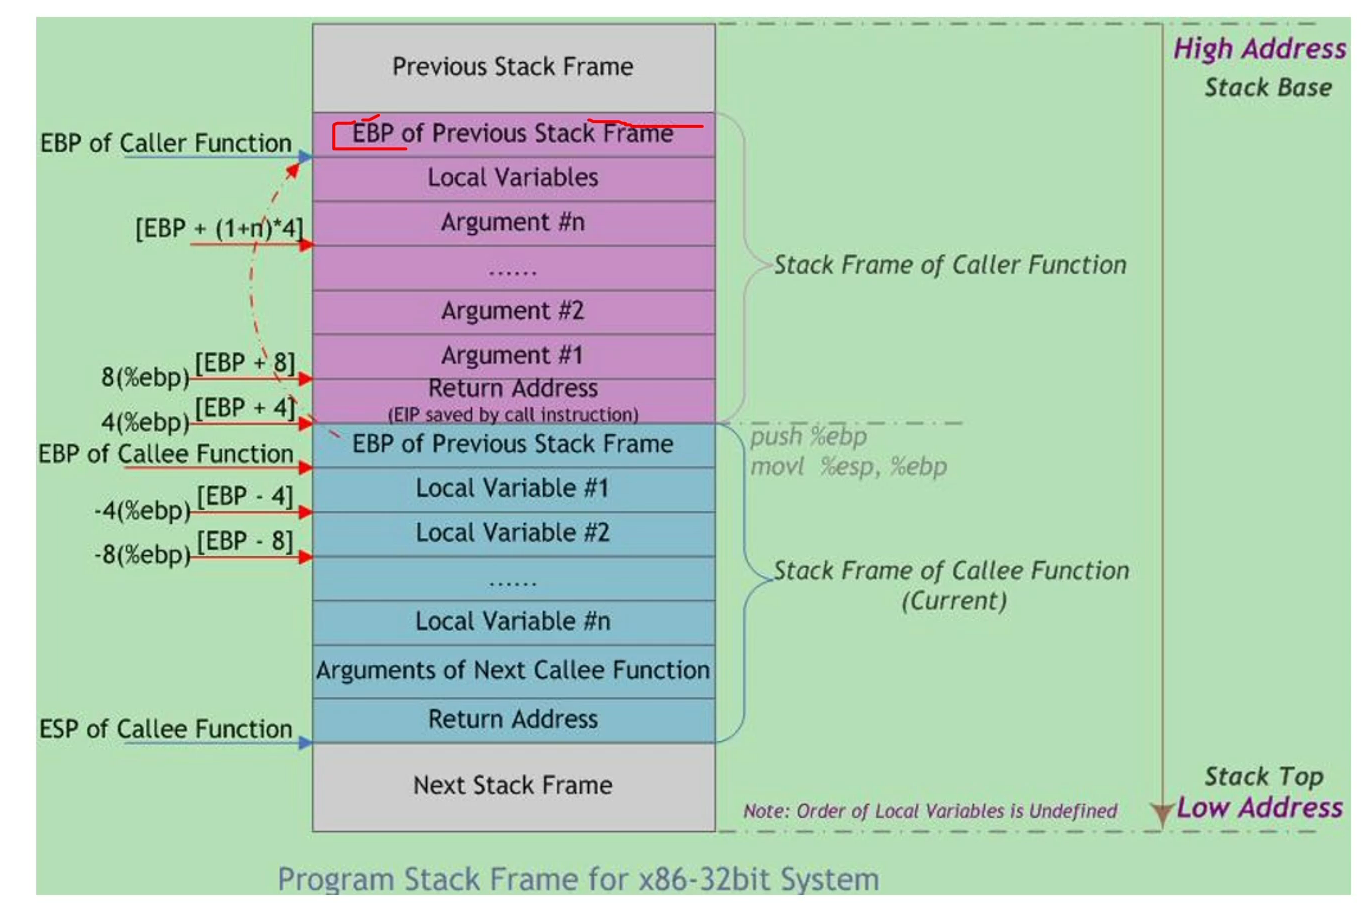 High Address
Previous Stack Frame
Stack Base
EBP of Previous Stack Frame
EBP of Caller Function
Local Variables
Argument #n
[EBP + (1+n)*4]
......
Stack Frame of Caller Function
Argument #2
Argument #1
[EBP + 8]
8(%ebp)
Return Address
[EBP + 4]
(EIP saved by call instruction)
4(%ebp)
push %ebp
EBP of Previous Stack Frame
EBP of Callee Function
movl %esp, %ebp
Local Variable #1
[EBP - 4]
-4(%ebp)
Local Variable #2
[EBP - 8]
-8(%ebp)
......
Stack Frame of Callee Function
(Current)
Local Variable #n
Arguments of Next Callee Function
Return Address
ESP of Callee Function
Next Stack Frame
Stack Top
Low Address
Note: Order of Local Variables is Undefined
Program Stack Frame for x86-32bit System